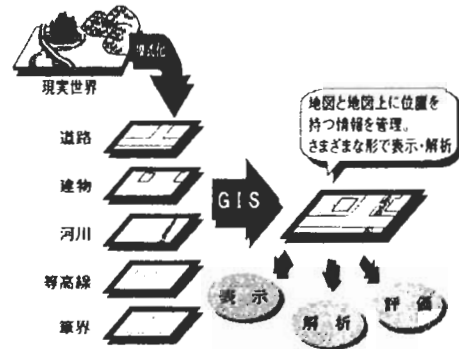 現実世界
道路
建物
河川
等高線
筆界
GIS
地図と地図上に位置を
持つ情報を管理。
さまざまな形で表示・解析
表示
解析
評価